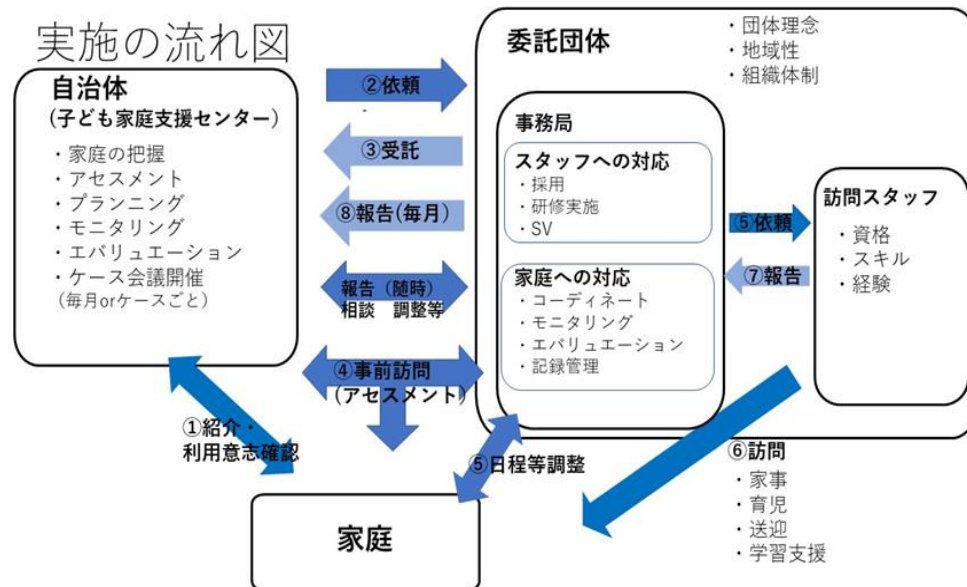 実施の流れ図
自治体
(子ども家庭支援センター)
・家庭の把握
・アセスメント
・プランニング
・モニタリング
・エバリュエーション
・ケース会議開催
(毎月orケースごと)
②依頼
③受託
⑧報告(毎月)
報告（随時）
相談　調整等
④事前訪問
(アセスメント)
①紹介・
利用意志確認
⑤日程等調整
家庭
委託団体
・団体理念
・地域性
・組織体制
事務局
スタッフへの対応
・採用
・研修実施
・SV
家庭への対応
・コーディネート
・モニタリング
・エバリュエーション
・記録管理
⑤依頼
⑦報告
訪問スタッフ
・資格
・スキル
・経験
⑥訪問
・家事
・育児
・送迎
・学習支援